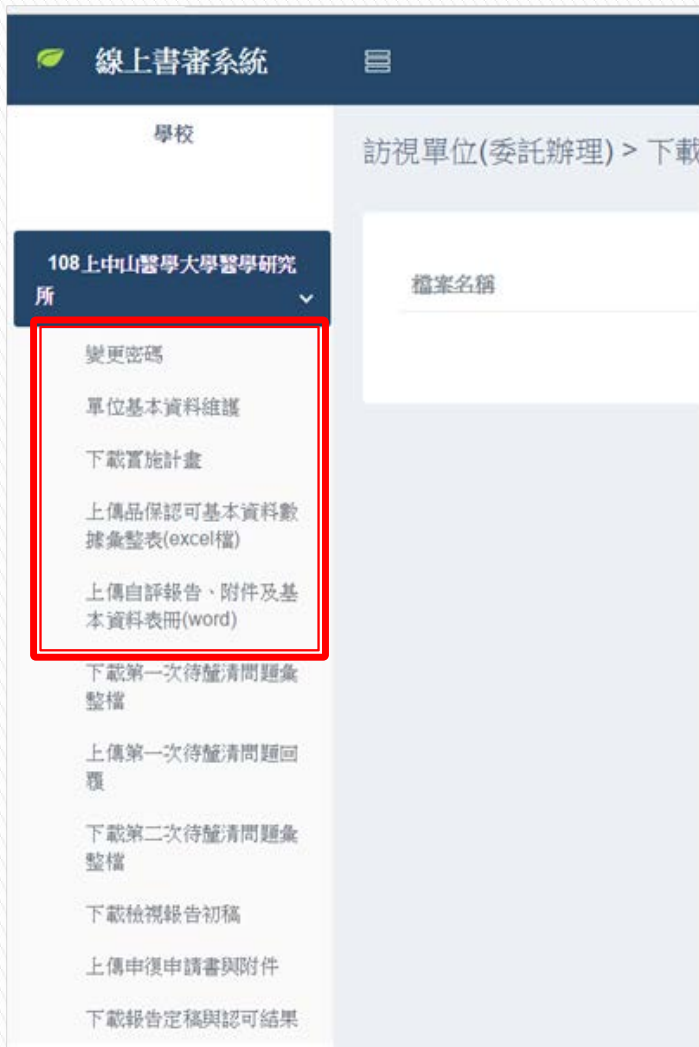 線上書審系統
學校
訪視單位(委託辦理) > 下載
108上中山醫學大學醫學研究
所
檔案名稱
變更密碼
單位基本資料維護
下載實施計畫
上傳品保認可基本資料數
據彙整表(excel檔)
上傳自評報告、附件及基
本資料表冊(word)
下載第一次待釐清問題彙
整檔
上傳第一次待釐清問題回
覆
下載第二次待釐清問題彙
整檔
下載檢視報告初稿
上傳申復申請書與附件
下載報告定稿與認可結果